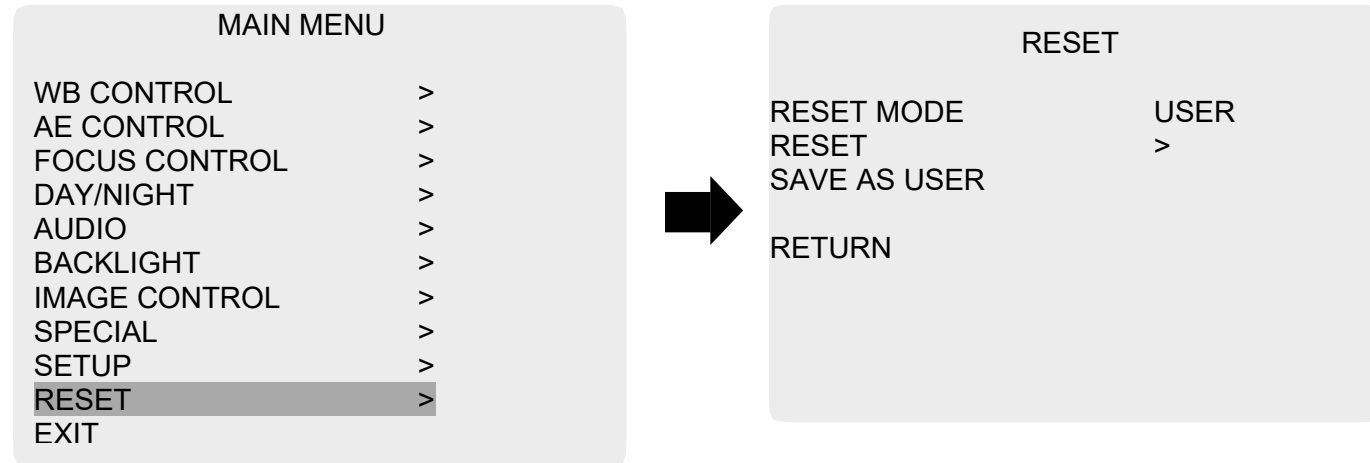 MAIN MENU
WB CONTROL >
AE CONTROL >
FOCUS CONTROL >
DAY/NIGHT >
AUDIO >
BACKLIGHT >
IMAGE CONTROL >
SPECIAL >
SETUP >
RESET >
EXIT
RESET
RESET MODE USER
RESET >
SAVE AS USER
RETURN